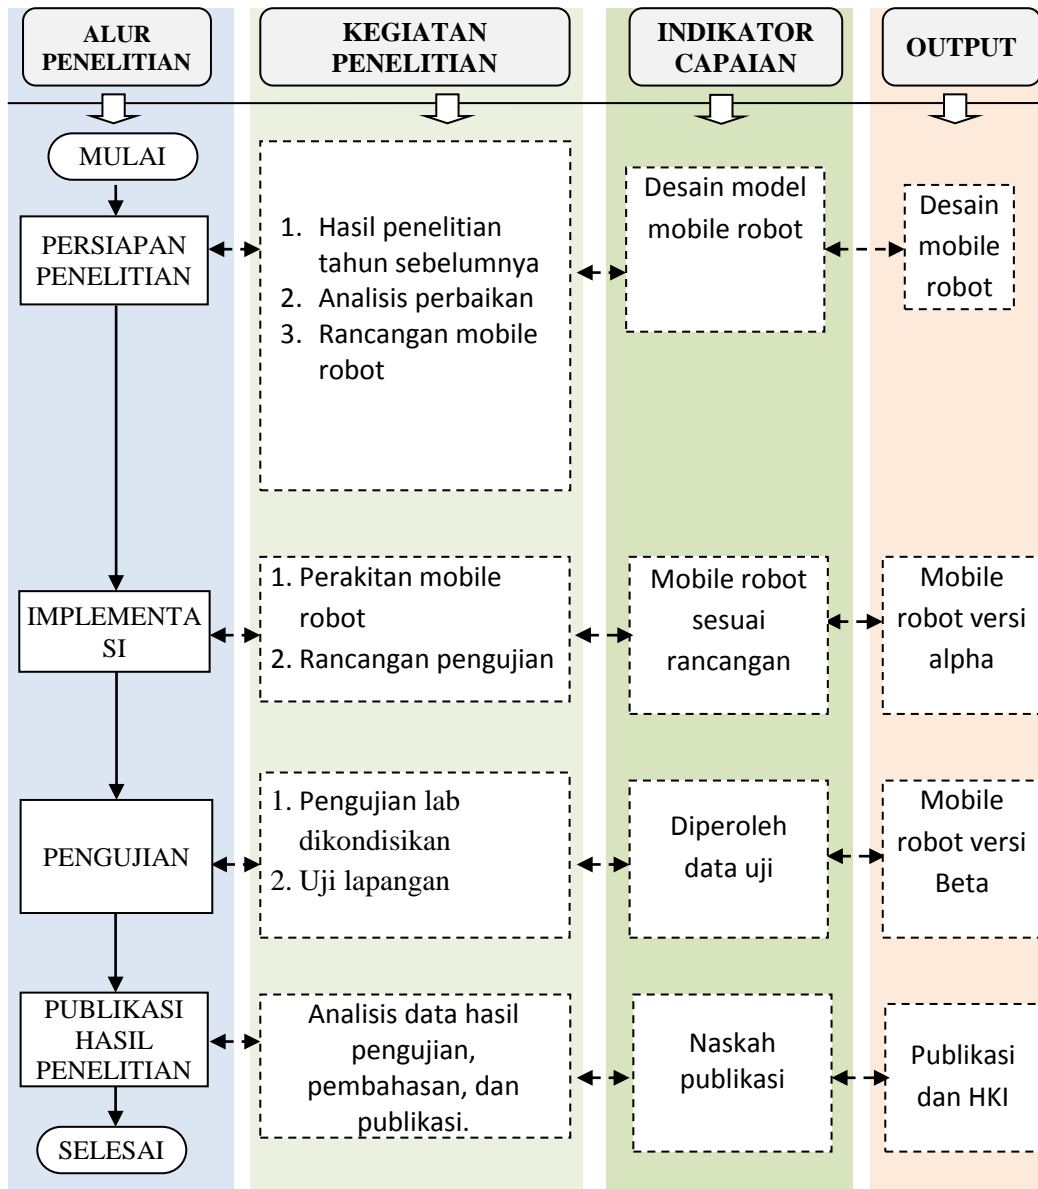 ALUR
PENELITIAN
KEGIATAN
PENELITIAN
INDIKATOR
CAPAIAN
OUTPUT
MULAI
PERSIAPAN
PENELITIAN
1. Hasil penelitian
tahun sebelumnya
2. Analisis perbaikan
3. Rancangan mobile
robot
Desain model
mobile robot
Desain
mobile
robot
IMPLEMENTA
SI
1. Perakitan mobile
robot
2. Rancangan pengujian
Mobile robot
sesuai
rancangan
Mobile
robot versi
alpha
PENGUJIAN
1. Pengujian lab
dikondisikan
2. Uji lapangan
Diperoleh
data uji
Mobile
robot versi
Beta
PUBLIKASI
HASIL
PENELITIAN
Analisis data hasil
pengujian,
pembahasan, dan
publikasi.
Naskah
publikasi
Publikasi
dan HKI
SELESAI